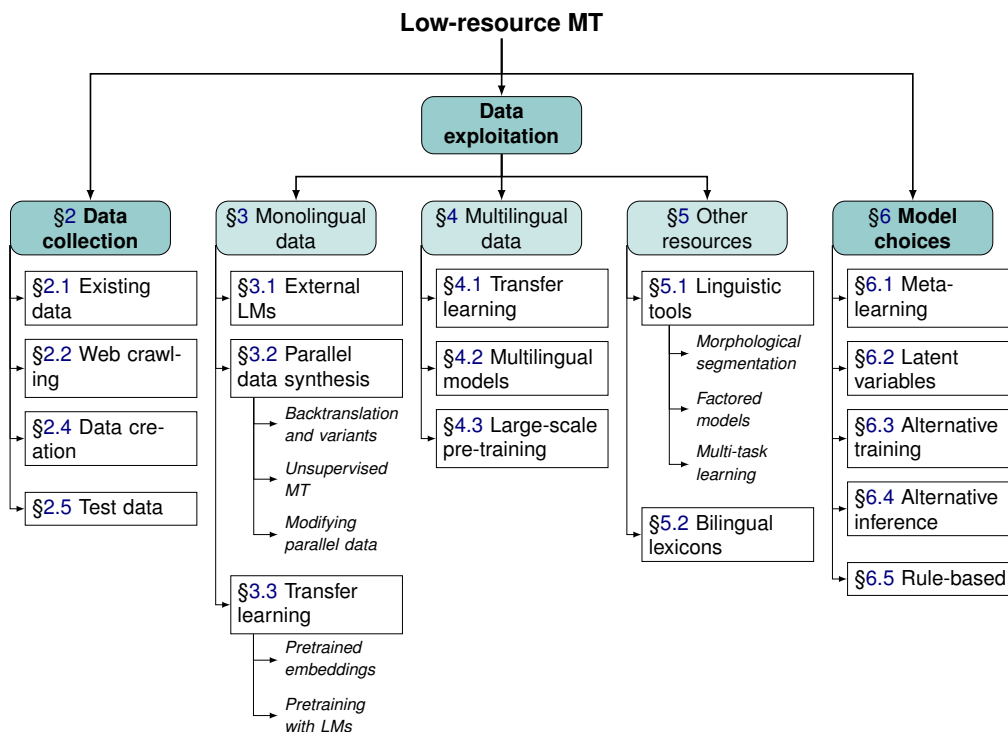 Low-resource MT
Data
exploitation
§2 Data
collection
§2.1 Existing
data
§2.2 Web crawl-
ing
§2.4 Data cre-
ation
§2.5 Test data
§3 Monolingual
data
§3.1 External
LMs
§3.2 Parallel
data synthesis
Backtranslation
and variants
Unsupervised
MT
Modifying
parallel data
§3.3 Transfer
learning
Pretrained
embeddings
Pretraining
with LMs
§4 Multilingual
data
§4.1 Transfer
learning
§4.2 Multilingual
models
§4.3 Large-scale
pre-training
§5 Other
resources
§5.1 Linguistic
tools
Morphological
segmentation
Factored
models
Multi-task
learning
§5.2 Bilingual
lexicons
§6 Model
choices
§6.1 Meta-
learning
§6.2 Latent
variables
§6.3 Alternative
training
§6.4 Alternative
inference
§6.5 Rule-based